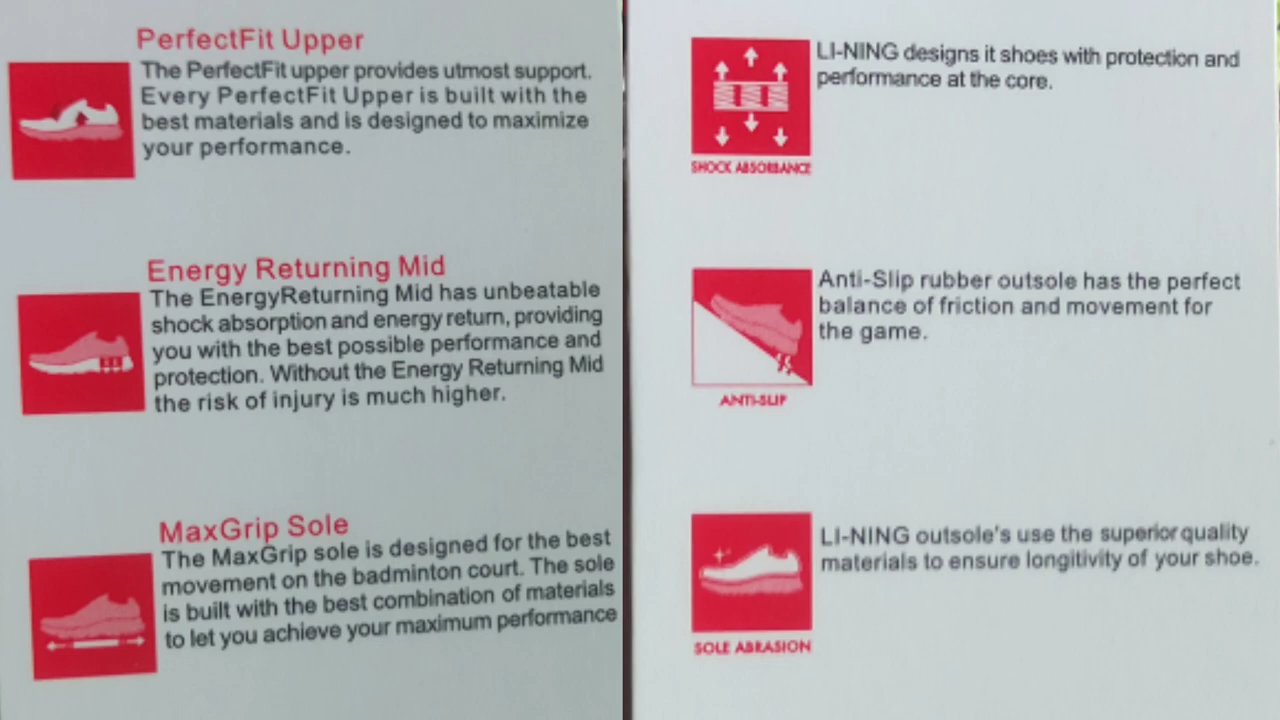 PerfectFit Upper
The PerfectFit upper provides utmost support.
Every PerfectFit Upper is built with the
best materials and is designed to maximize
your performance.
Energy Returning Mid
The EnergyReturning Mid has unbeatable
shock absorption and energy return, providing
you with the best possible performance and
protection. Without the Energy Returning Mid
the risk of injury is much higher.
MaxGrip Sole
The MaxGrip sole is designed for the best
movement on the badminton court. The sole
is built with the best combination of materials
to let you achieve your maximum performance
LI-NING designs it shoes with protection and
performance at the core.
SHOCK ABSORBANCE
Anti-Slip rubber outsole has the perfect
balance of friction and movement for
the game.
ANTI-SLIP
LI-NING outsole's use the superior quality
materials to ensure longitivity of your shoe.
SOLE ABRASION